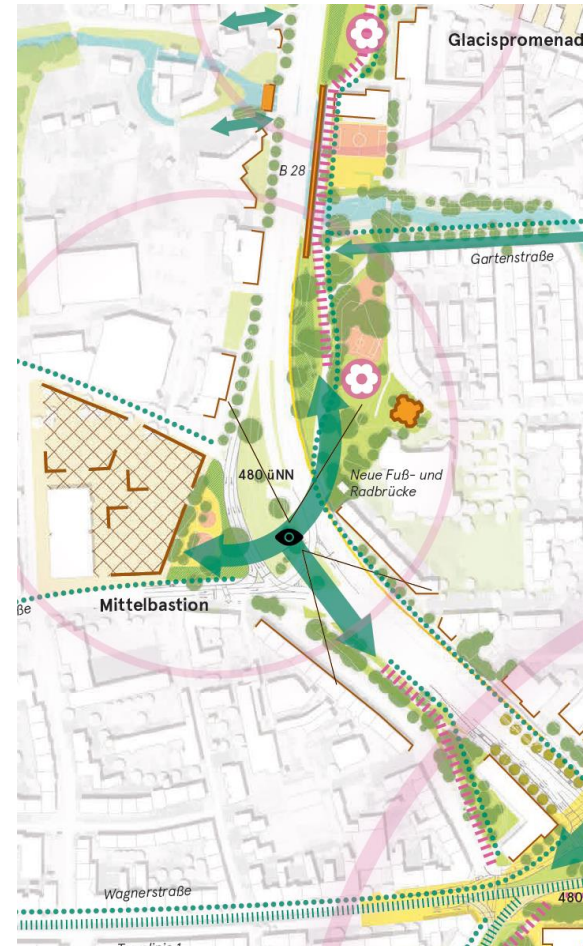 Glacispromenad
B 28
Gartenstraße
480 üNN
Neue Fuß- und
Radbrücke
ße
Mittelbastion
Wagnerstraße
480